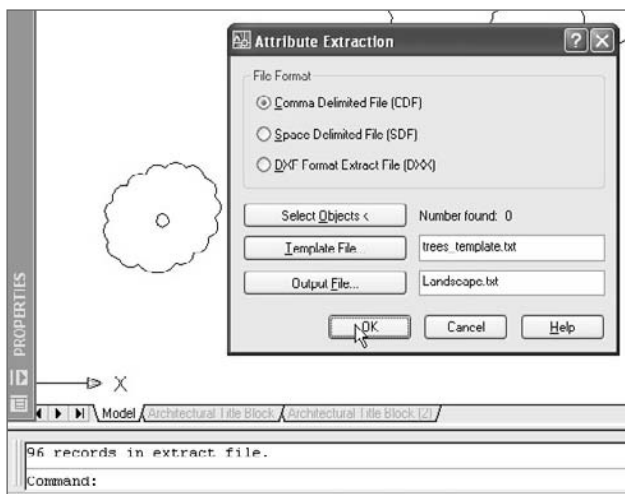 Attribute Extraction
File Format
Comma Delimited File (CDF)
Space Delimited File (SDF)
DXF Format Extract File (DXX)
Select Objects < Number found: 0
Template File... trees_template.txt
Output File... Landscape.txt
OK Cancel Help
PROPERTIES
X
Model Architectural Title Block Architectural Title Block (2)
96 records in extract file.
Command: